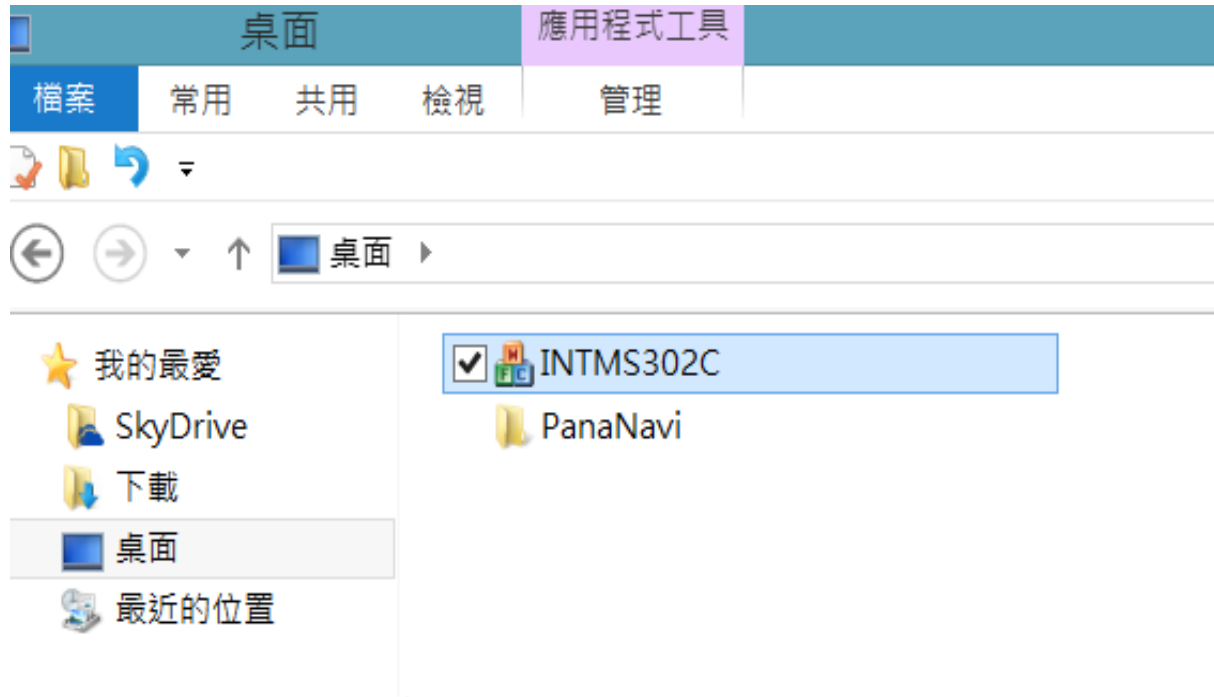 桌面 應用程式工具
檔案 常用 共用 檢視 管理
桌面
我的最愛
SkyDrive
下載
桌面
最近的位置
INTMS302C
PanaNavi